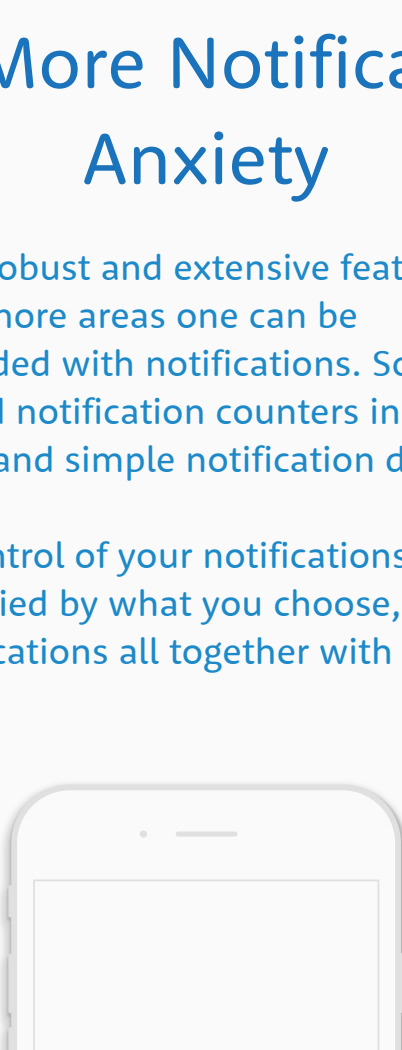 More Notifica
Anxiety
obust and extensive feat
more areas one can be
ded with notifications. So
notification counters in
and simple notification d
ntrol of your notifications
ied by what you choose,
cations all together with